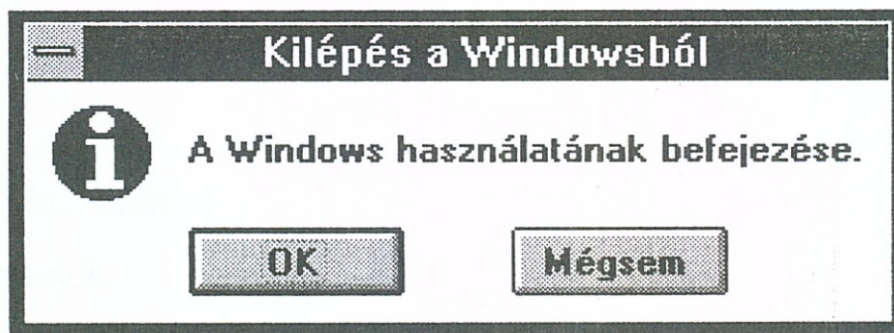 Kilépés a Windowsból
A Windows használatának befejezése.
OK
Mégsem